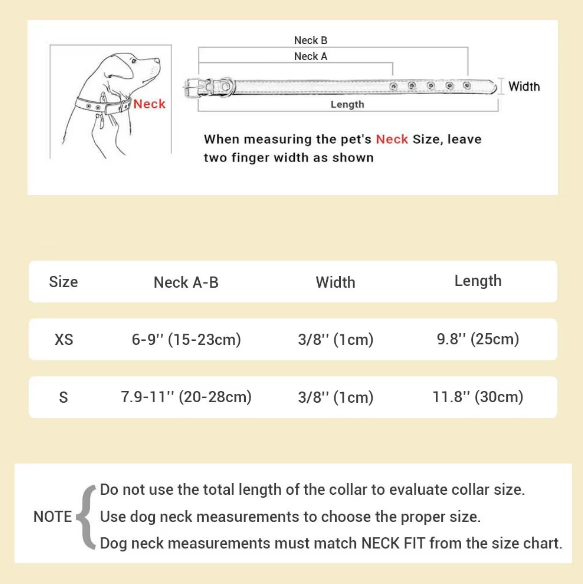 Neck B
Neck A
Neck
Width
Length
When measuring the pet's Neck Size, leave
two finger width as shown
Size Neck A-B Width Length
XS 6-9'' (15-23cm) 3/8'' (1cm) 9.8'' (25cm)
S 7.9-11'' (20-28cm) 3/8'' (1cm) 11.8'' (30cm)
NOTE
Do not use the total length of the collar to evaluate collar size.
Use dog neck measurements to choose the proper size.
Dog neck measurements must match NECK FIT from the size chart.